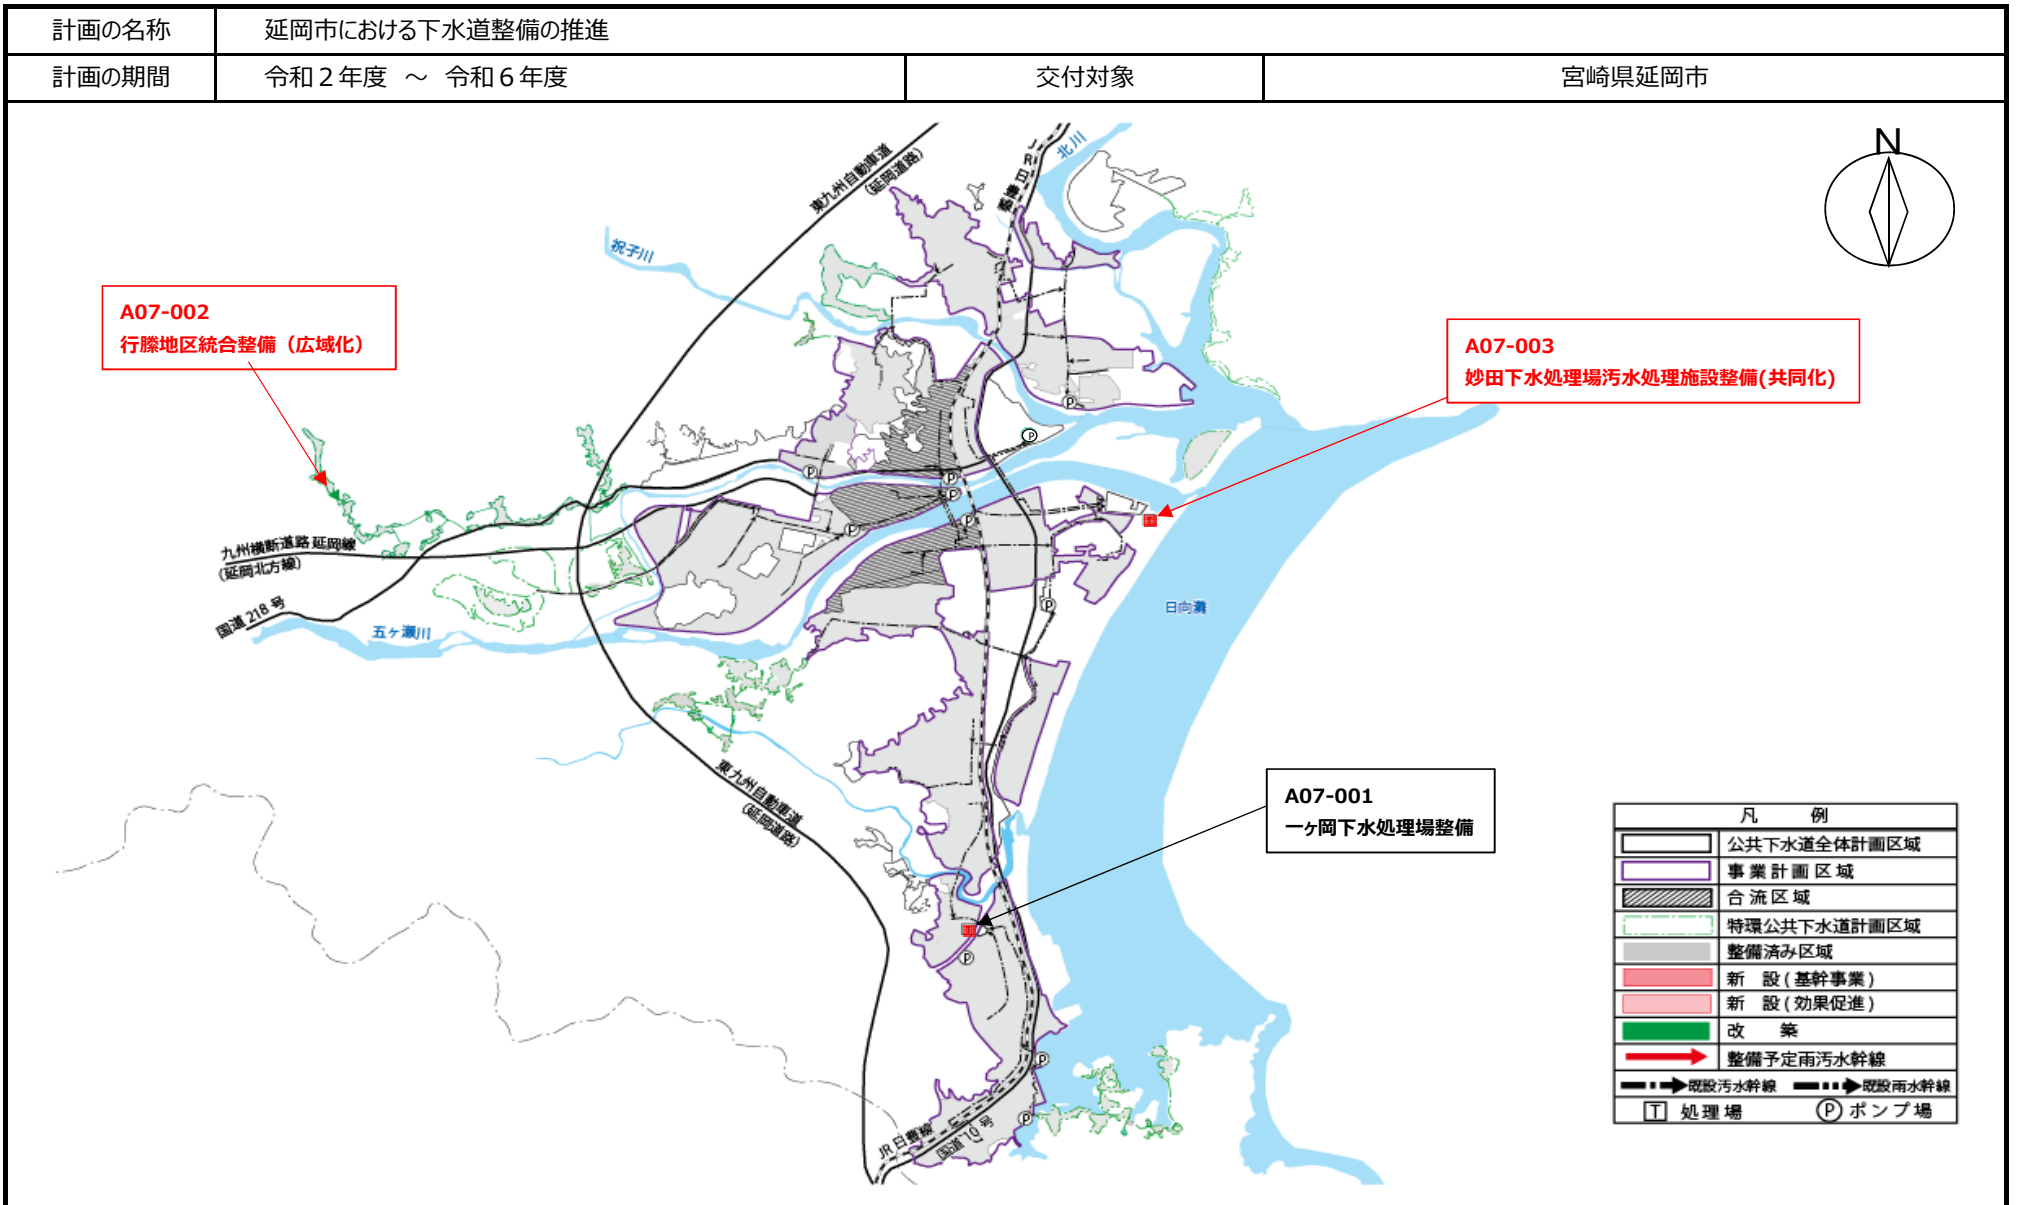 計画の名称
延岡市における下水道整備の推進
計画の期間
令和２年度 ～ 令和６年度
交付対象
宮崎県延岡市
N
東九州自動車道
(延岡道路)
JR日豊線
北川
祝子川
A07-002
行縢地区統合整備（広域化）
A07-003
妙田下水処理場汚水処理施設整備(共同化)
P
P
P
P
P
P
P
P
九州横断道路 延岡線
(延岡北方線)
国道 218 号
五ヶ瀬川
日向灘
東九州自動車道
(延岡道路)
A07-001
一ヶ岡下水処理場整備
P
P
P
JR 日豊線
国道 10 号
凡 例
公共下水道全体計画区域
事業計画区域
合流区域
特環公共下水道計画区域
整備済み区域
新 設(基幹事業)
新 設(効果促進)
改 築
整備予定雨汚水幹線
既設汚水幹線 既設雨水幹線
T 処理場 P ポンプ場